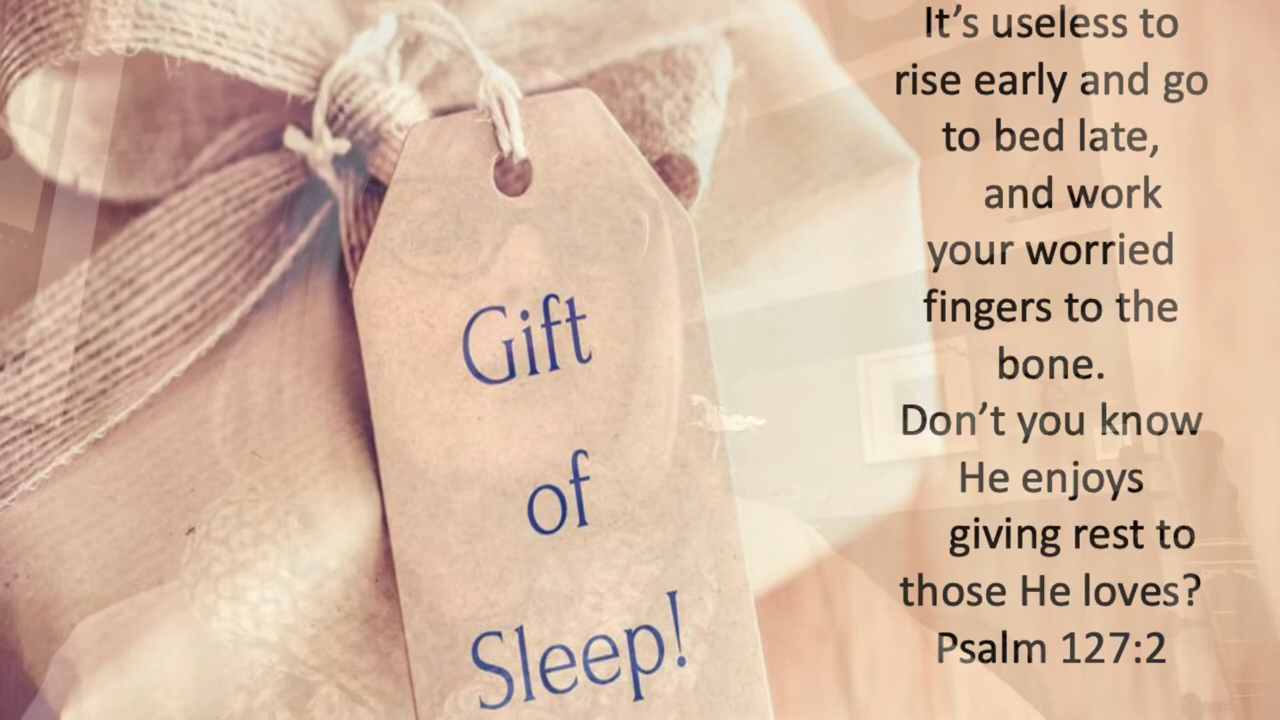 Gift
of
Sleep!
It’s useless to
rise early and go
to bed late,
and work
your worried
fingers to the
bone.
Don’t you know
He enjoys
giving rest to
those He loves?
Psalm 127:2